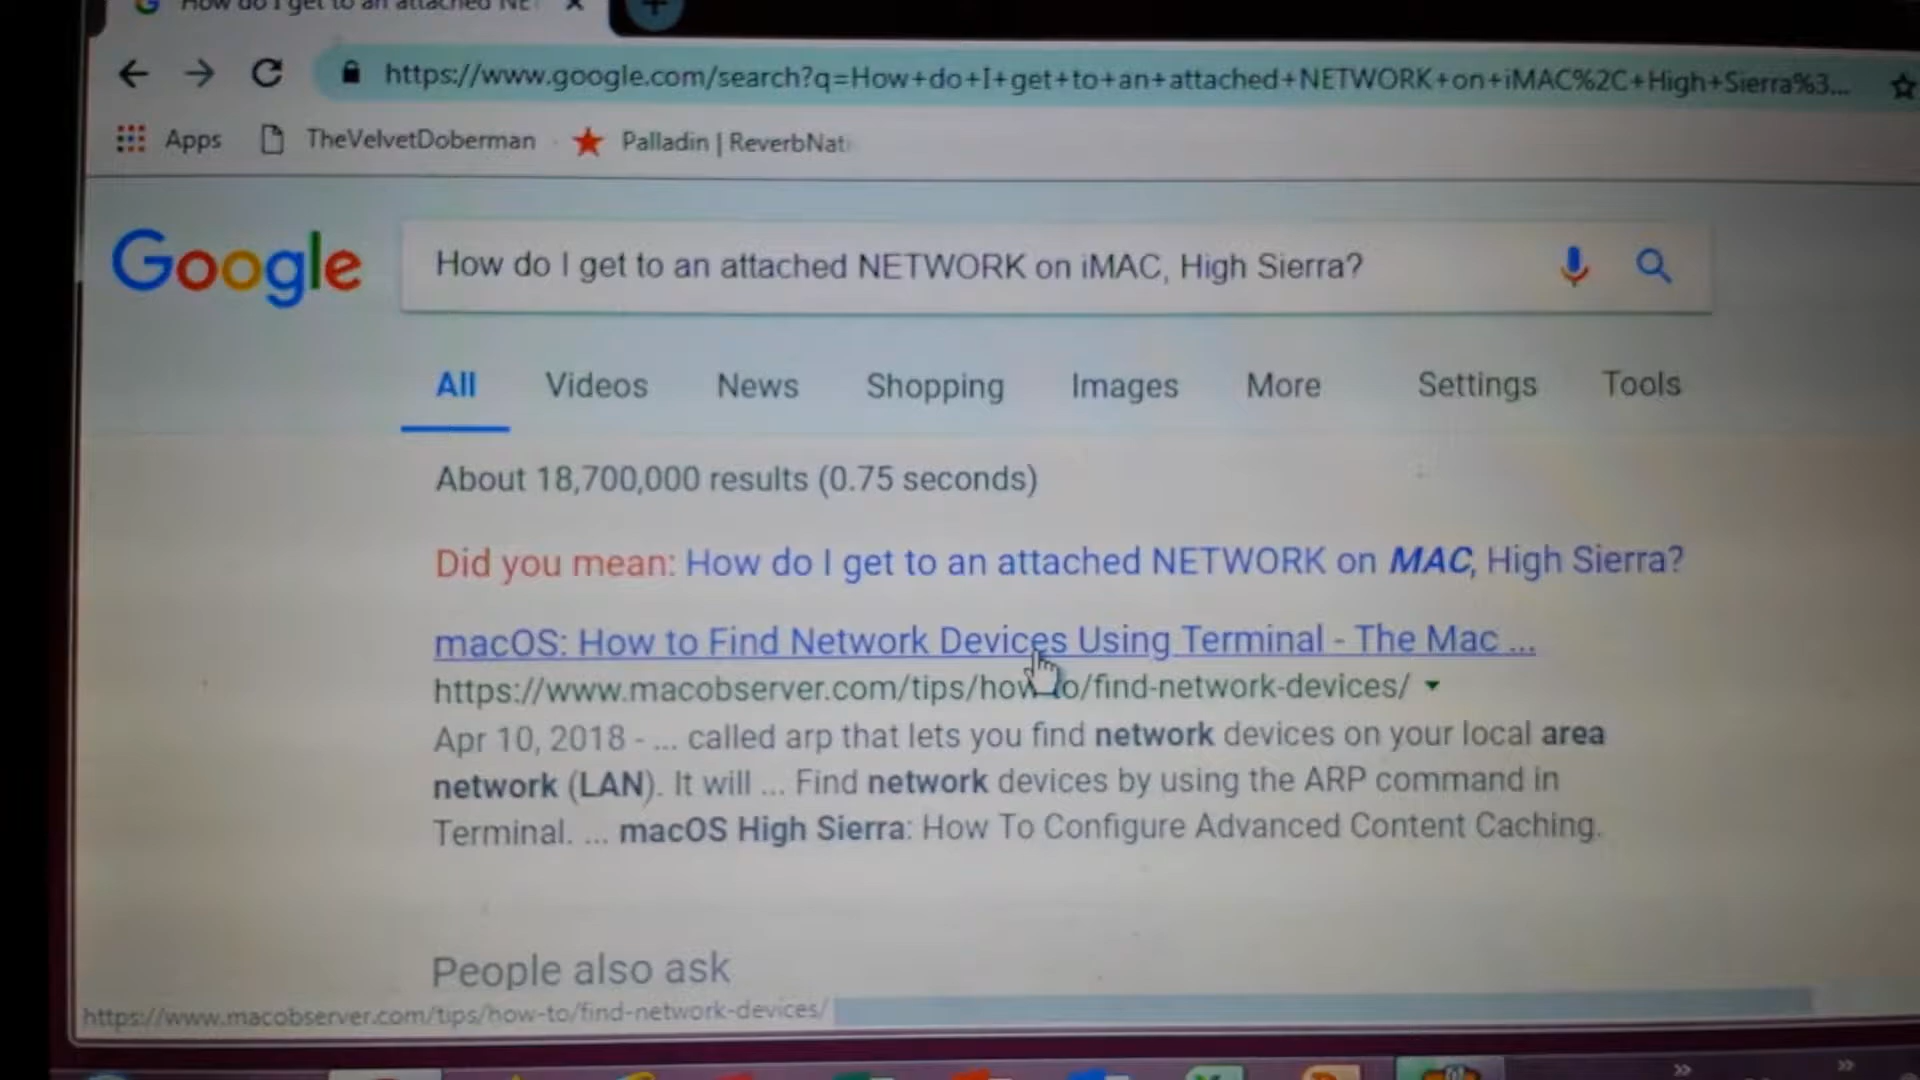 How do I get to an attached NE
https://www.google.com/search?q=How+do+I+get+to+an+attached+NETWORK+on+iMAC%2C+High+Sierra%3...
Apps TheVelvetDoberman Palladin | ReverbNat
Google How do I get to an attached NETWORK on iMAC, High Sierra?
All Videos News Shopping Images More Settings Tools
About 18,700,000 results (0.75 seconds)
Did you mean: How do I get to an attached NETWORK on MAC, High Sierra?
macOS: How to Find Network Devices Using Terminal - The Mac ...
https://www.macobserver.com/tips/how-to/find-network-devices/
Apr 10, 2018 - ... called arp that lets you find network devices on your local area
network (LAN). It will ... Find network devices by using the ARP command in
Terminal. ... macOS High Sierra: How To Configure Advanced Content Caching.
People also ask
https://www.macobserver.com/tips/how-to/find-network-devices/